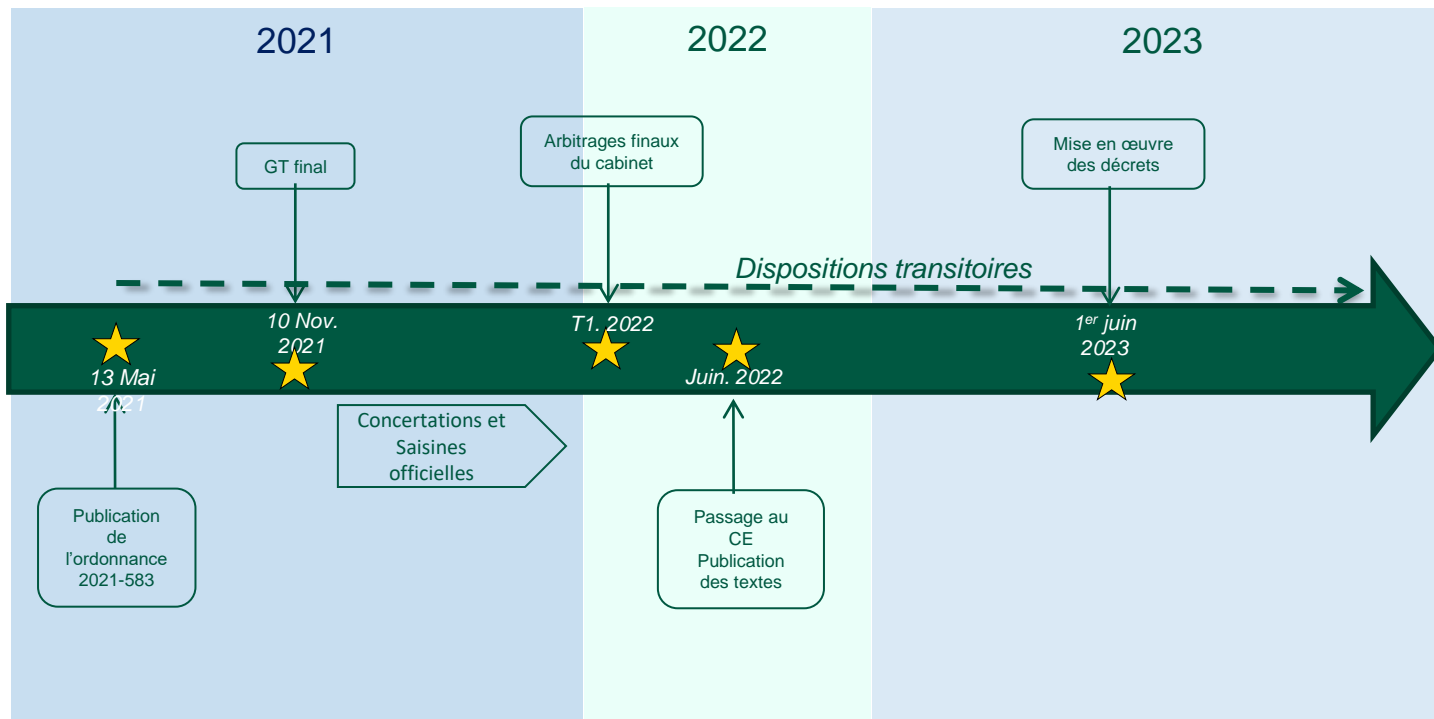 2021
2022
2023
GT final
Arbitrages finaux
du cabinet
Mise en œuvre
des décrets
Dispositions transitoires
10 Nov.
2021
T1. 2022
1er juin
2023
13 Mai
2021
Juin. 2022
Concertations et
Saisines
officielles
Publication
de
l'ordonnance
2021-583
Passage au
CE
Publication
des textes